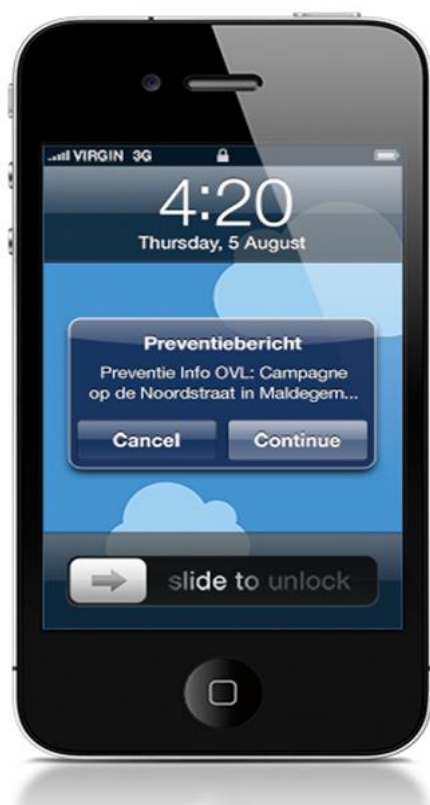 VIRGIN 3G
4:20
Thursday, 5 August
Preventiebericht
Preventie Info OVL: Campagne
op de Noordstraat in Maldegem...
Cancel Continue
slide to unlock